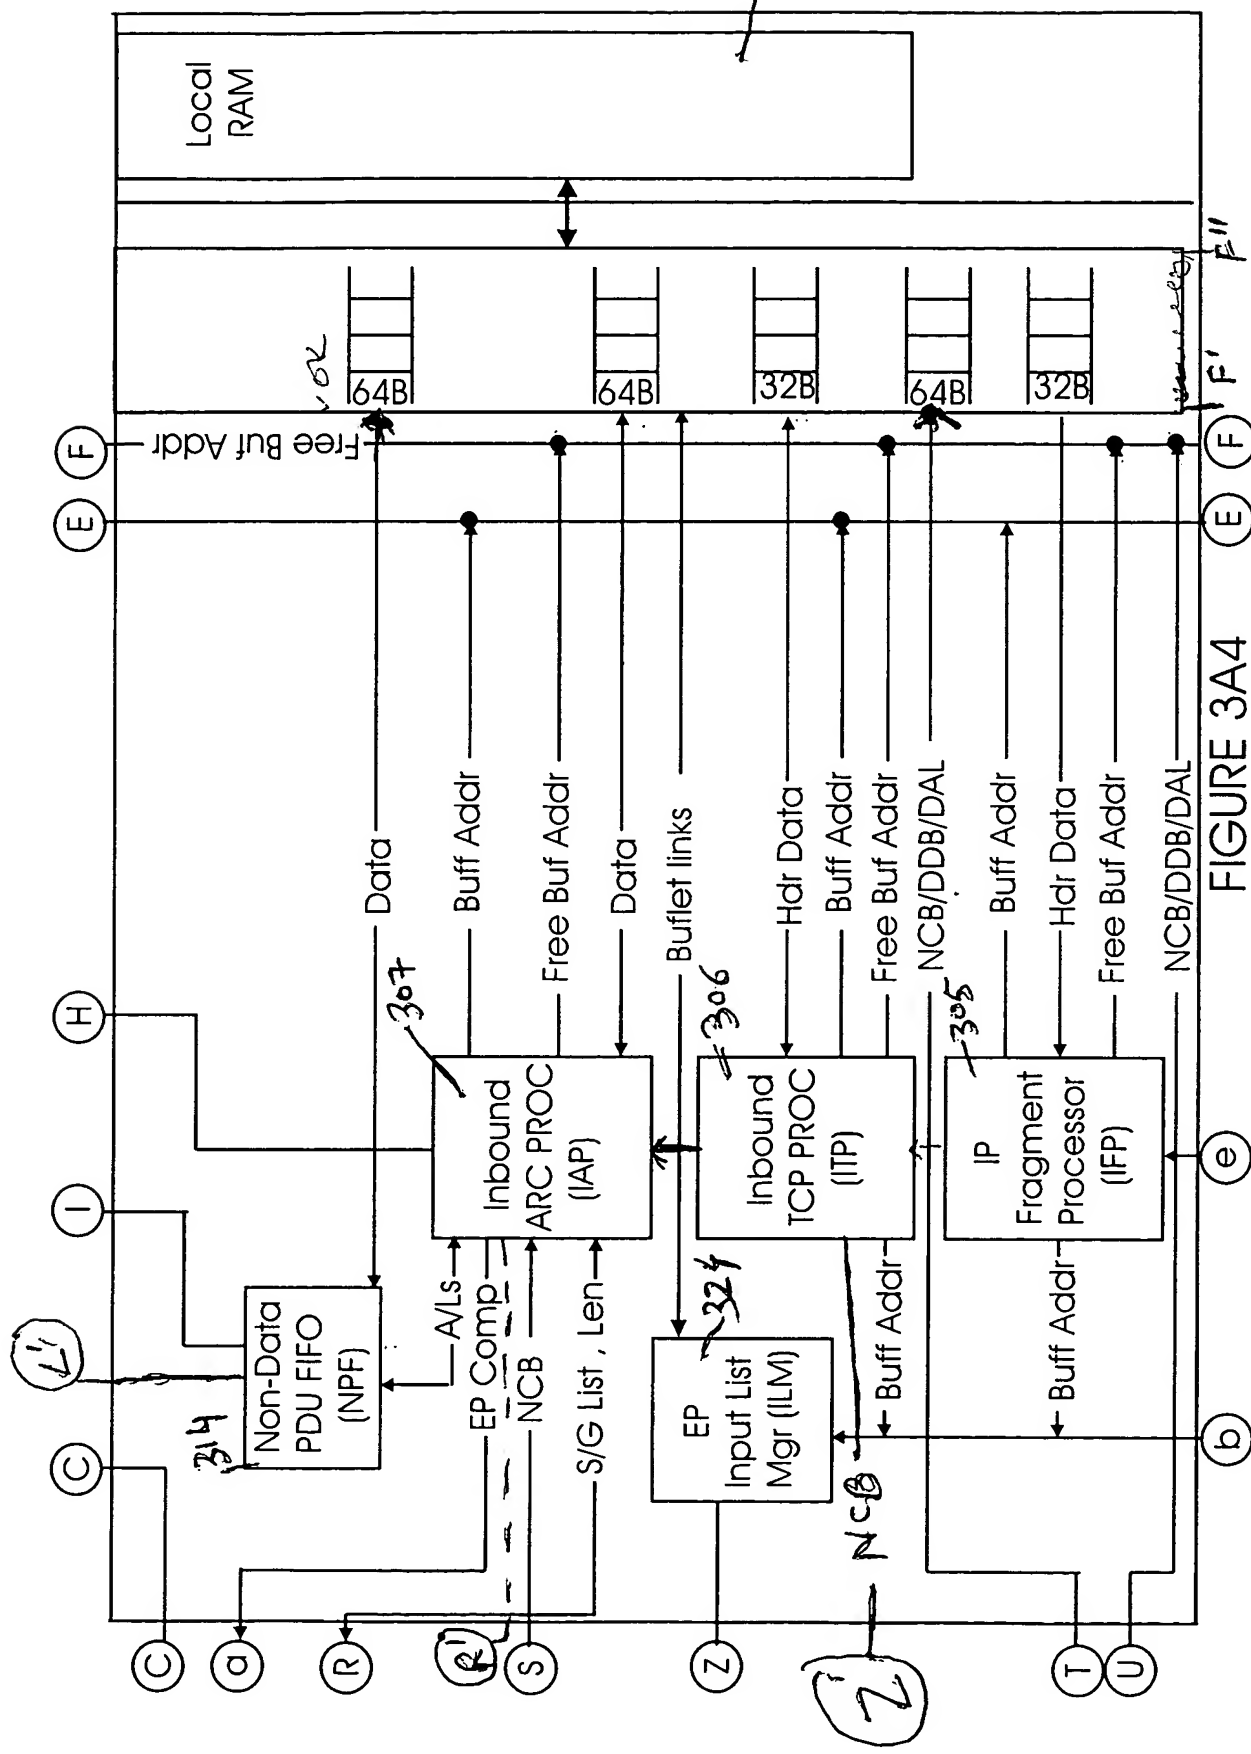 C
I
H
E
F
L'
314
Non-Data
PDU FIFO
(NPF)
Data
Free Buf Addr
OK
64B
Local
RAM
307
Inbound
ARC PROC
(IAP)
A/Ls
EP Comp
NCB
S/G List , Len
Buff Addr
Free Buf Addr
Data
64B
Buflet links
324
EP
Input List
Mgr (ILM)
306
Inbound
TCP PROC
(ITP)
Hdr Data
32B
Buff Addr
Free Buf Addr
Buff Addr
NCB
NCB/DDB/DAL
64B
305
IP
Fragment
Processor
(IFP)
Buff Addr
Buff Addr
Hdr Data
32B
Free Buf Addr
NCB/DDB/DAL
C
a
R
R'
S
Z
Z'
T
U
b
e
E
F
F'
F"
FIGURE 3A4